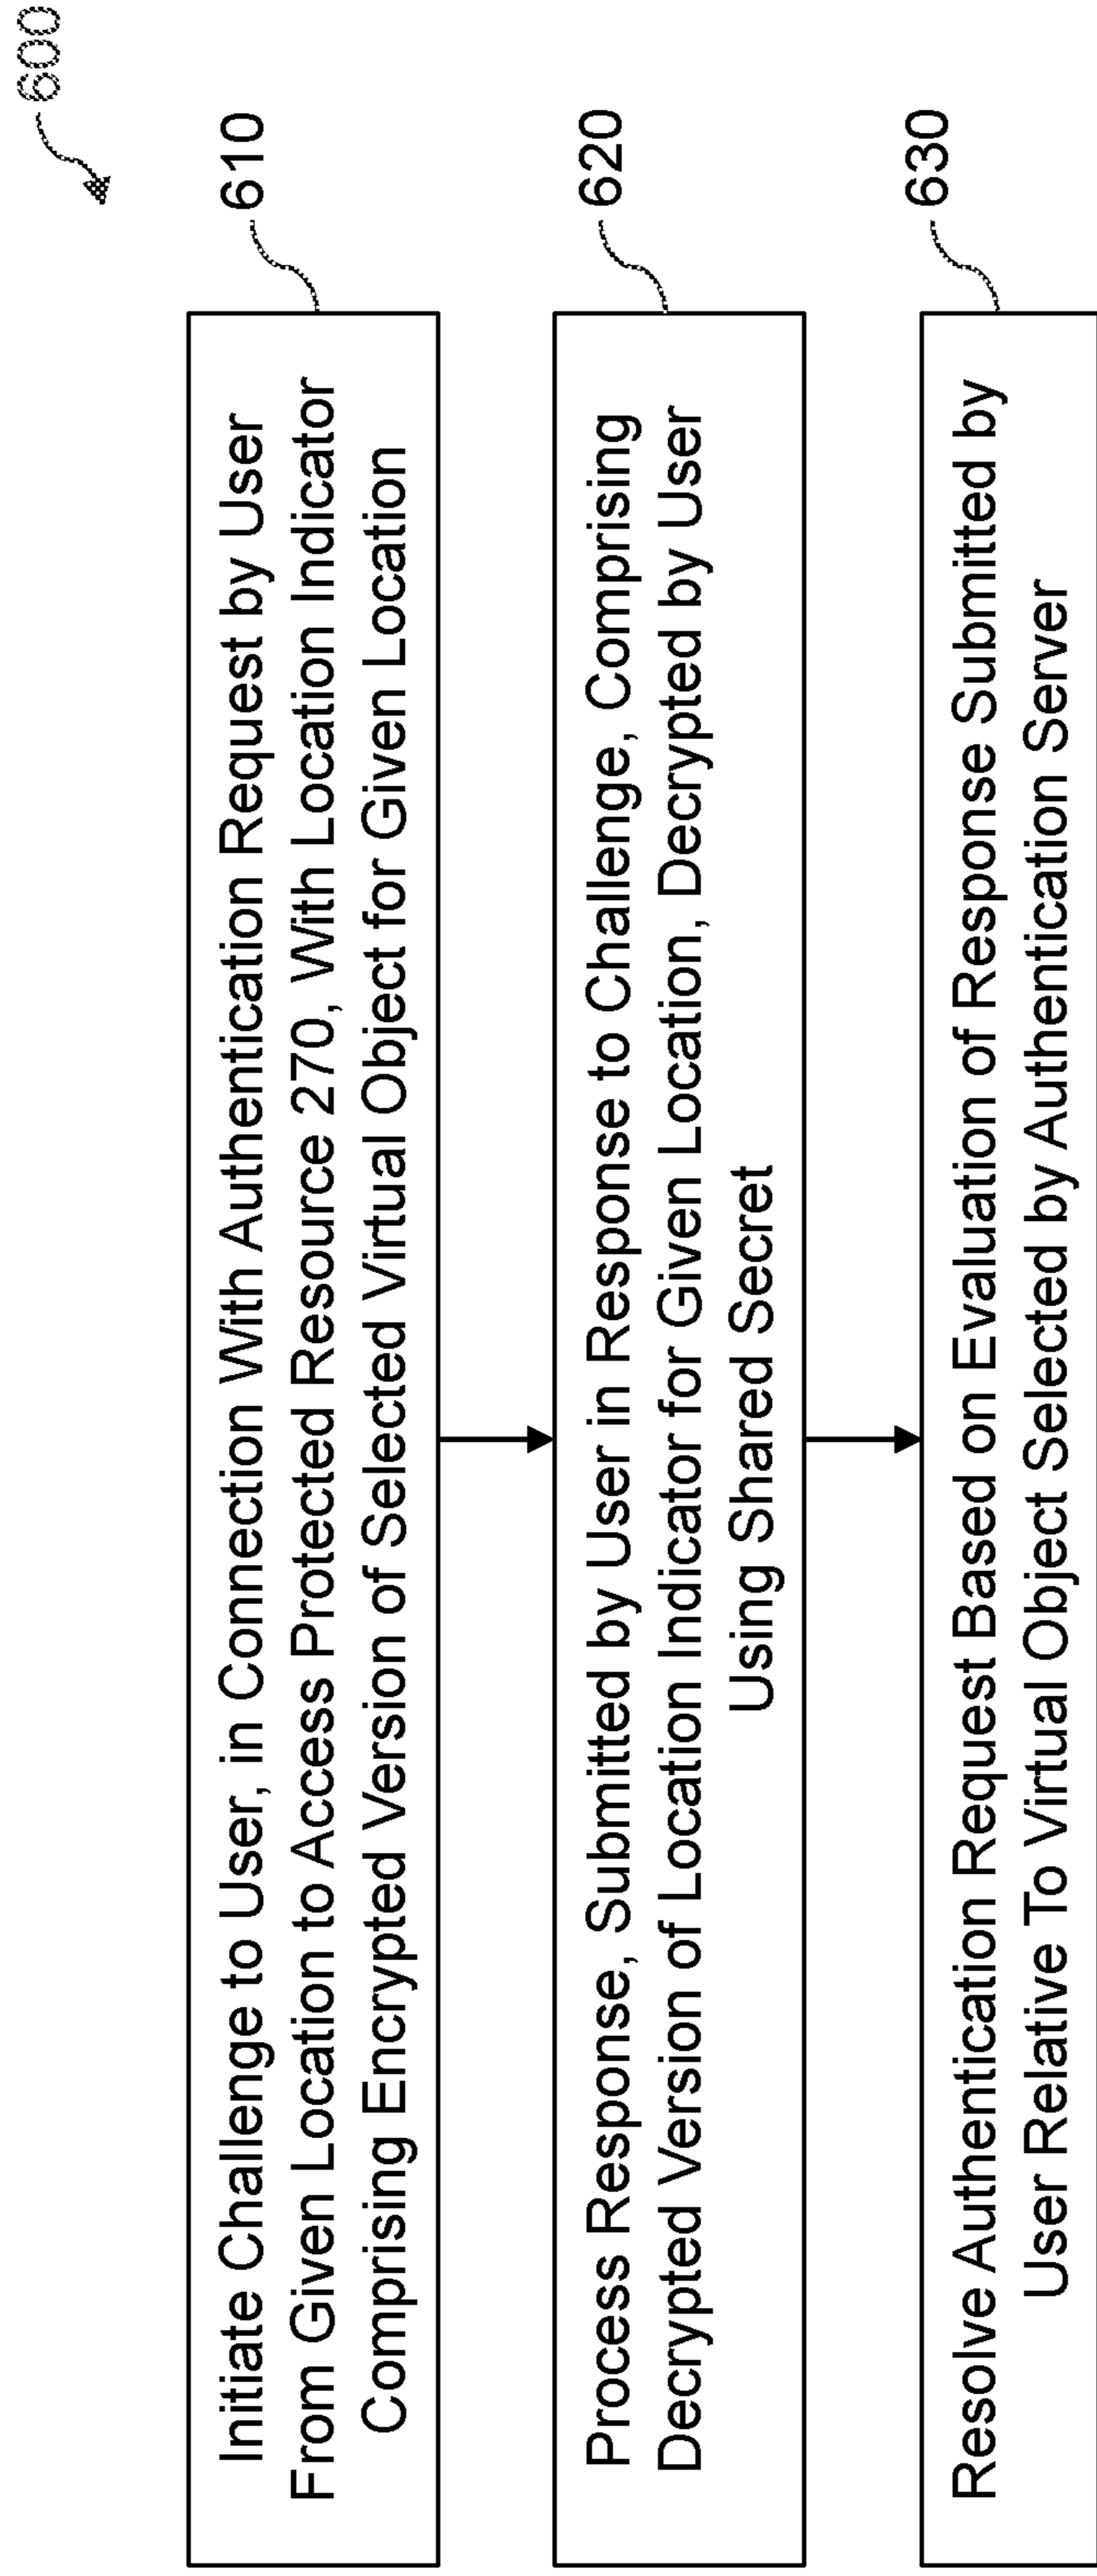 600
610
Initiate Challenge to User, in Connection With Authentication Request by User
From Given Location to Access Protected Resource 270, With Location Indicator
Comprising Encrypted Version of Selected Virtual Object for Given Location
620
Process Response, Submitted by User in Response to Challenge, Comprising
Decrypted Version of Location Indicator for Given Location, Decrypted by User
Using Shared Secret
630
Resolve Authentication Request Based on Evaluation of Response Submitted by
User Relative To Virtual Object Selected by Authentication Server